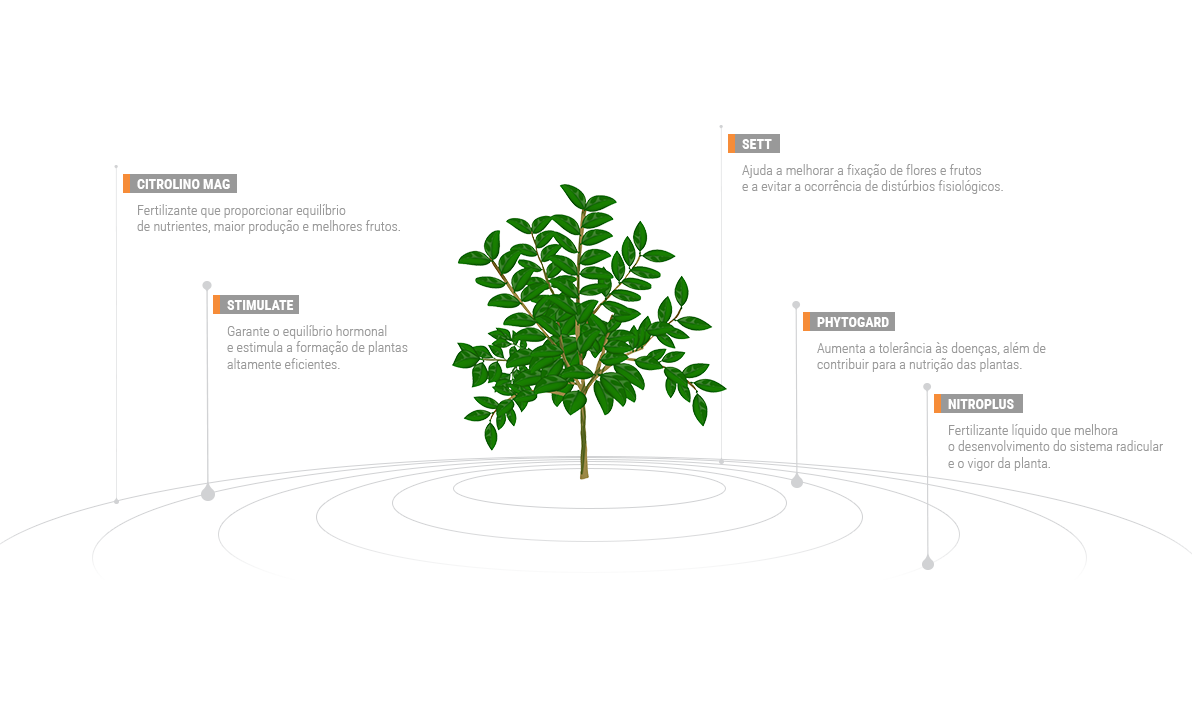 CITROLINO MAG
Fertilizante que proporcionar equilíbrio
de nutrientes, maior produção e melhores frutos.
STIMULATE
Garante o equilíbrio hormonal
e estimula a formação de plantas
altamente eficientes.
SETT
Ajuda a melhorar a fixação de flores e frutos
e a evitar a ocorrência de distúrbios fisiológicos.
PHYTOGARD
Aumenta a tolerância às doenças, além de
contribuir para a nutrição das plantas.
NITROPLUS
Fertilizante líquido que melhora
o desenvolvimento do sistema radicular
e o vigor da planta.